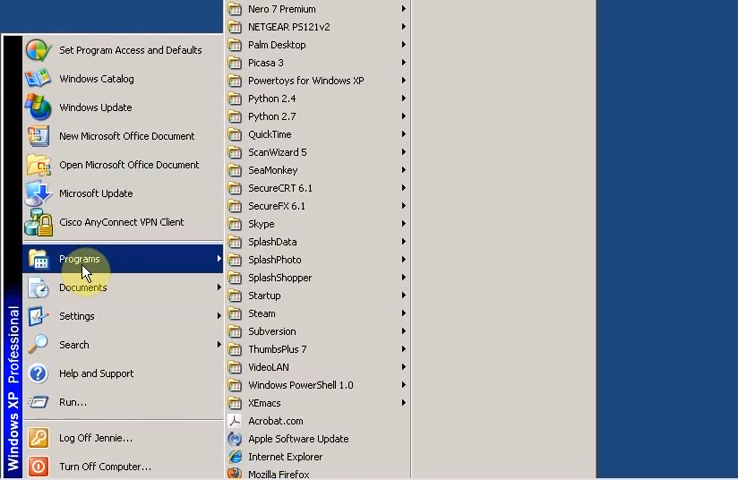 Set Program Access and Defaults
Windows Catalog
Windows Update
New Microsoft Office Document
Open Microsoft Office Document
Microsoft Update
Cisco AnyConnect VPN Client
Programs
Documents
Settings
Search
Help and Support
Run...
Log Off Jennie...
Turn Off Computer...
Windows XP Professional
Nero 7 Premium
NETGEAR PS121v2
Palm Desktop
Picasa 3
Powertoys for Windows XP
Python 2.4
Python 2.7
QuickTime
ScanWizard 5
SeaMonkey
SecureCRT 6.1
SecureFX 6.1
Skype
SplashData
SplashPhoto
SplashShopper
Startup
Steam
Subversion
ThumbsPlus 7
VideoLAN
Windows PowerShell 1.0
XEmacs
Acrobat.com
Apple Software Update
Internet Explorer
Mozilla Firefox